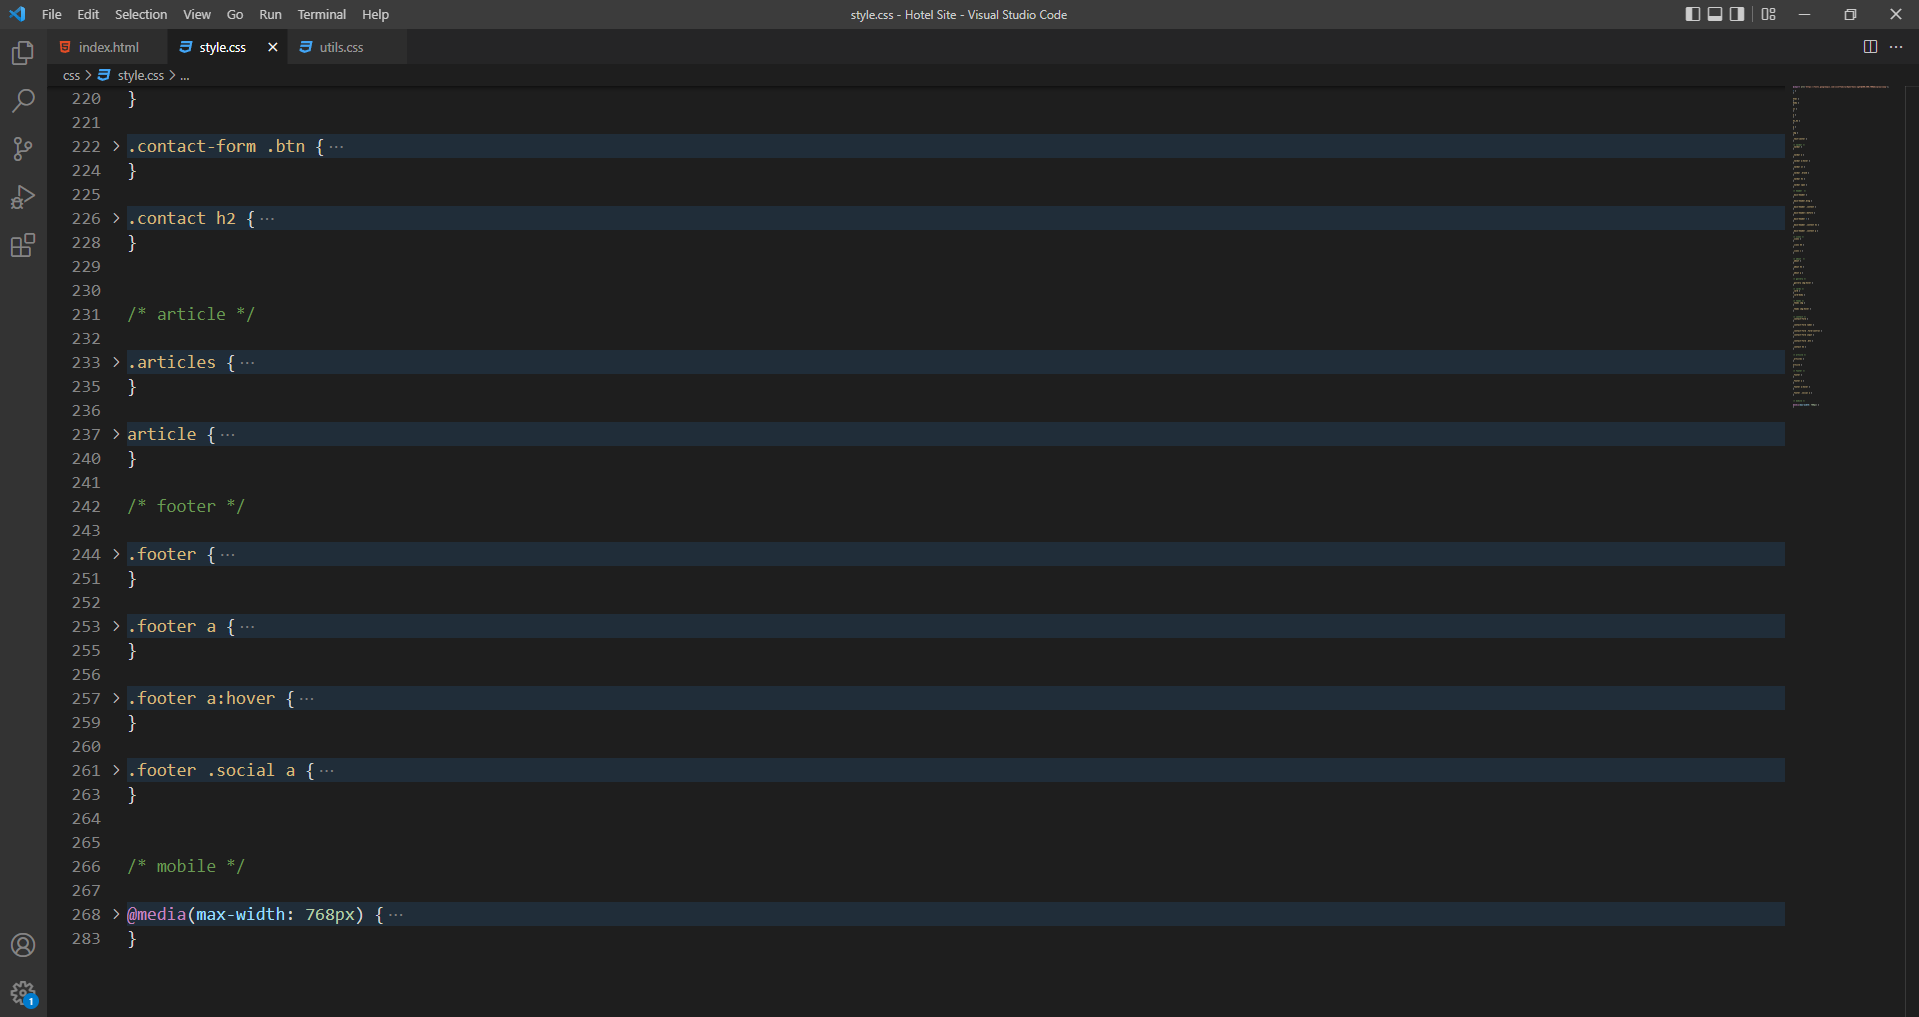 File Edit Selection View Go Run Terminal Help
style.css - Hotel Site - Visual Studio Code
index.html style.css utils.css
css > style.css > ...
220 }
221
222 .contact-form .btn { ...
224 }
225
226 .contact h2 { ...
228 }
229
230
231 /* article */
232
233 .articles { ...
235 }
236
237 article { ...
240 }
241
242 /* footer */
243
244 .footer { ...
251 }
252
253 .footer a { ...
255 }
256
257 .footer a:hover { ...
259 }
260
261 .footer .social a { ...
263 }
264
265
266 /* mobile */
267
268 @media(max-width: 768px) { ...
283 }
1